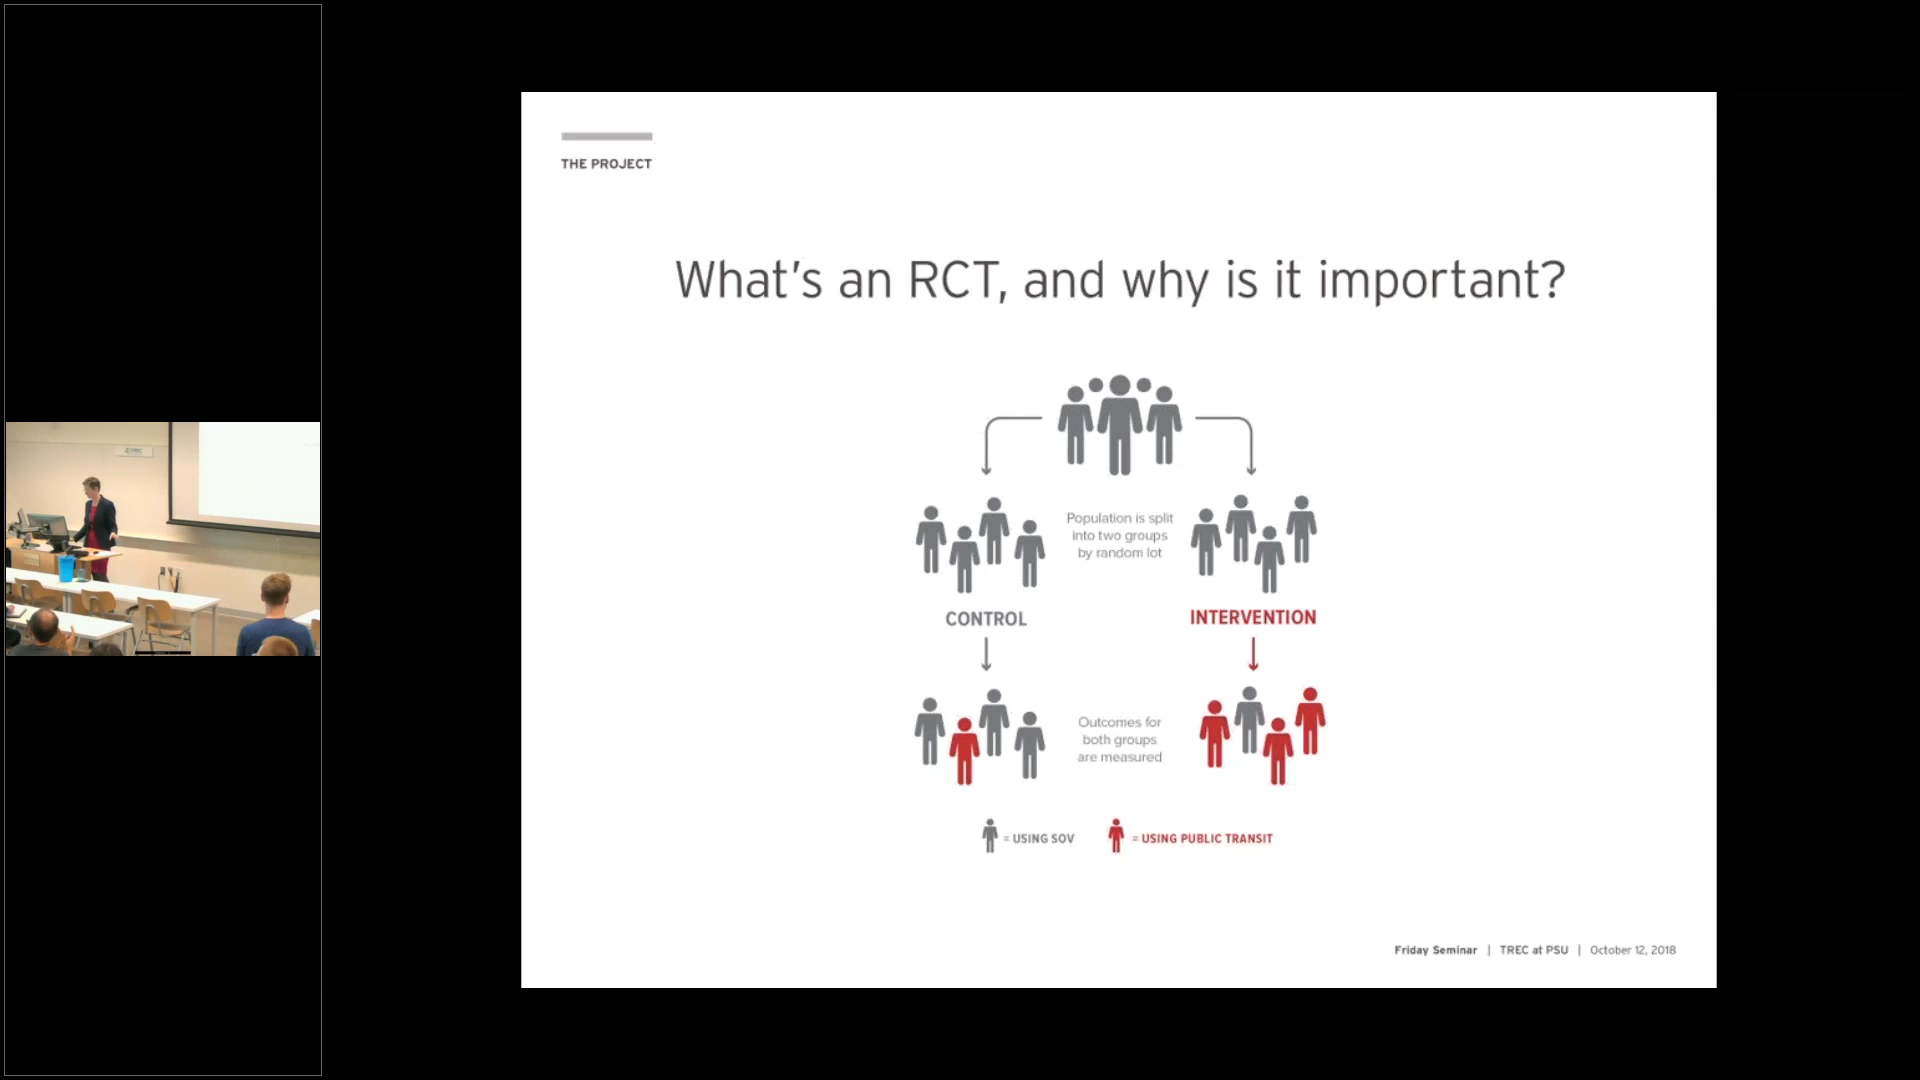 THE PROJECT
What's an RCT, and why is it important?
Population is split
into two groups
by random lot
CONTROL
INTERVENTION
Outcomes for
both groups
are measured
= USING SOV
= USING PUBLIC TRANSIT
Friday Seminar | TREC at PSU | October 12, 2018